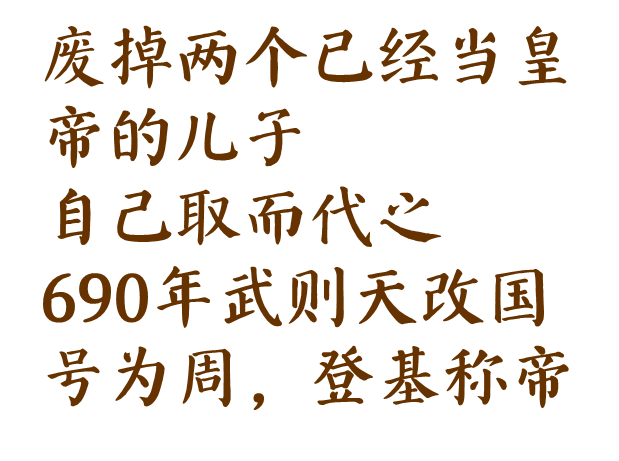 废掉两个已经当皇
帝的儿子
自己取而代之
690年武则天改国
号为周，登基称帝